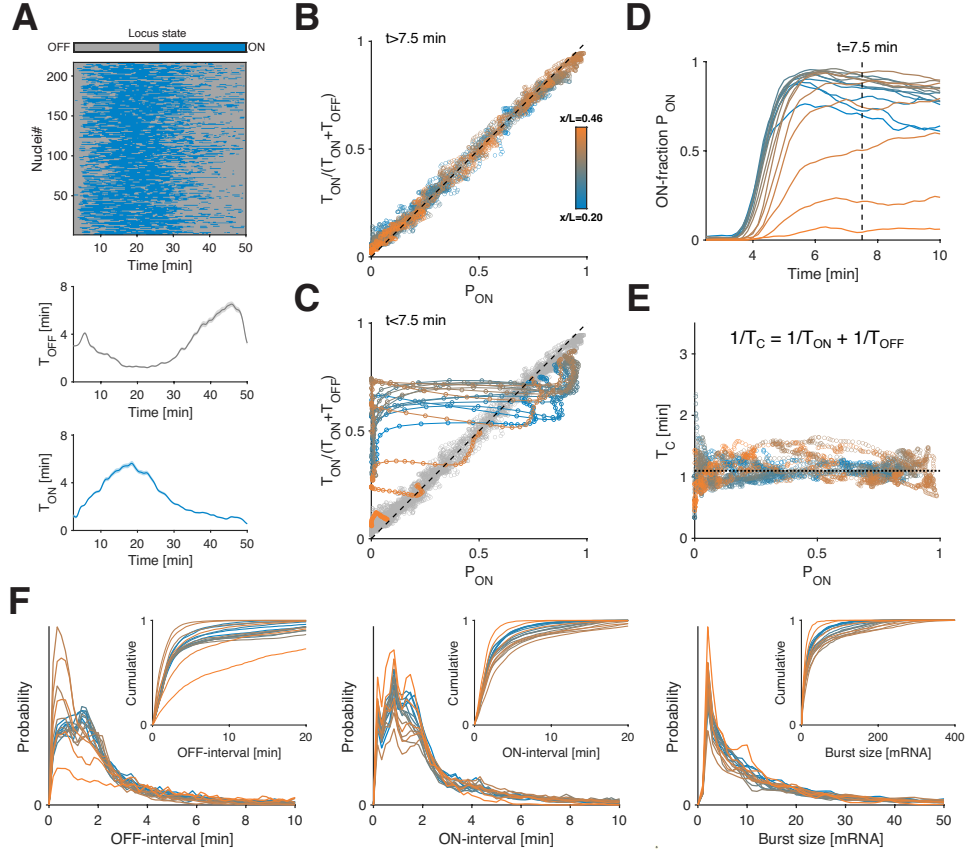 A
Locus state
OFF
ON
Nuclei#
200
150
100
50
10
20
30
40
50
Time [min]
T_OFF [min]
8
4
0
10
20
30
40
50
Time [min]
T_ON [min]
8
4
0
10
20
30
40
50
Time [min]
B
t>7.5 min
T_ON/(T_ON+T_OFF)
1
0.5
0
x/L=0.46
x/L=0.20
0
0.5
1
P_ON
C
t<7.5 min
T_ON/(T_ON+T_OFF)
1
0.5
0
0
0.5
1
P_ON
D
t=7.5 min
ON-fraction P_ON
1
0.5
0
4
6
8
10
Time [min]
E
1/T_C = 1/T_ON + 1/T_OFF
T_C [min]
3
2
1
0
0
0.5
1
P_ON
F
Probability
0
0
2
4
6
8
10
OFF-interval [min]
Cumulative
1
0
0
10
20
OFF-interval [min]
Probability
0
0
2
4
6
8
10
ON-interval [min]
Cumulative
1
0
0
10
20
ON-interval [min]
Probability
0
0
10
20
30
40
50
Burst size [mRNA]
Cumulative
1
0
0
200
400
Burst size [mRNA]